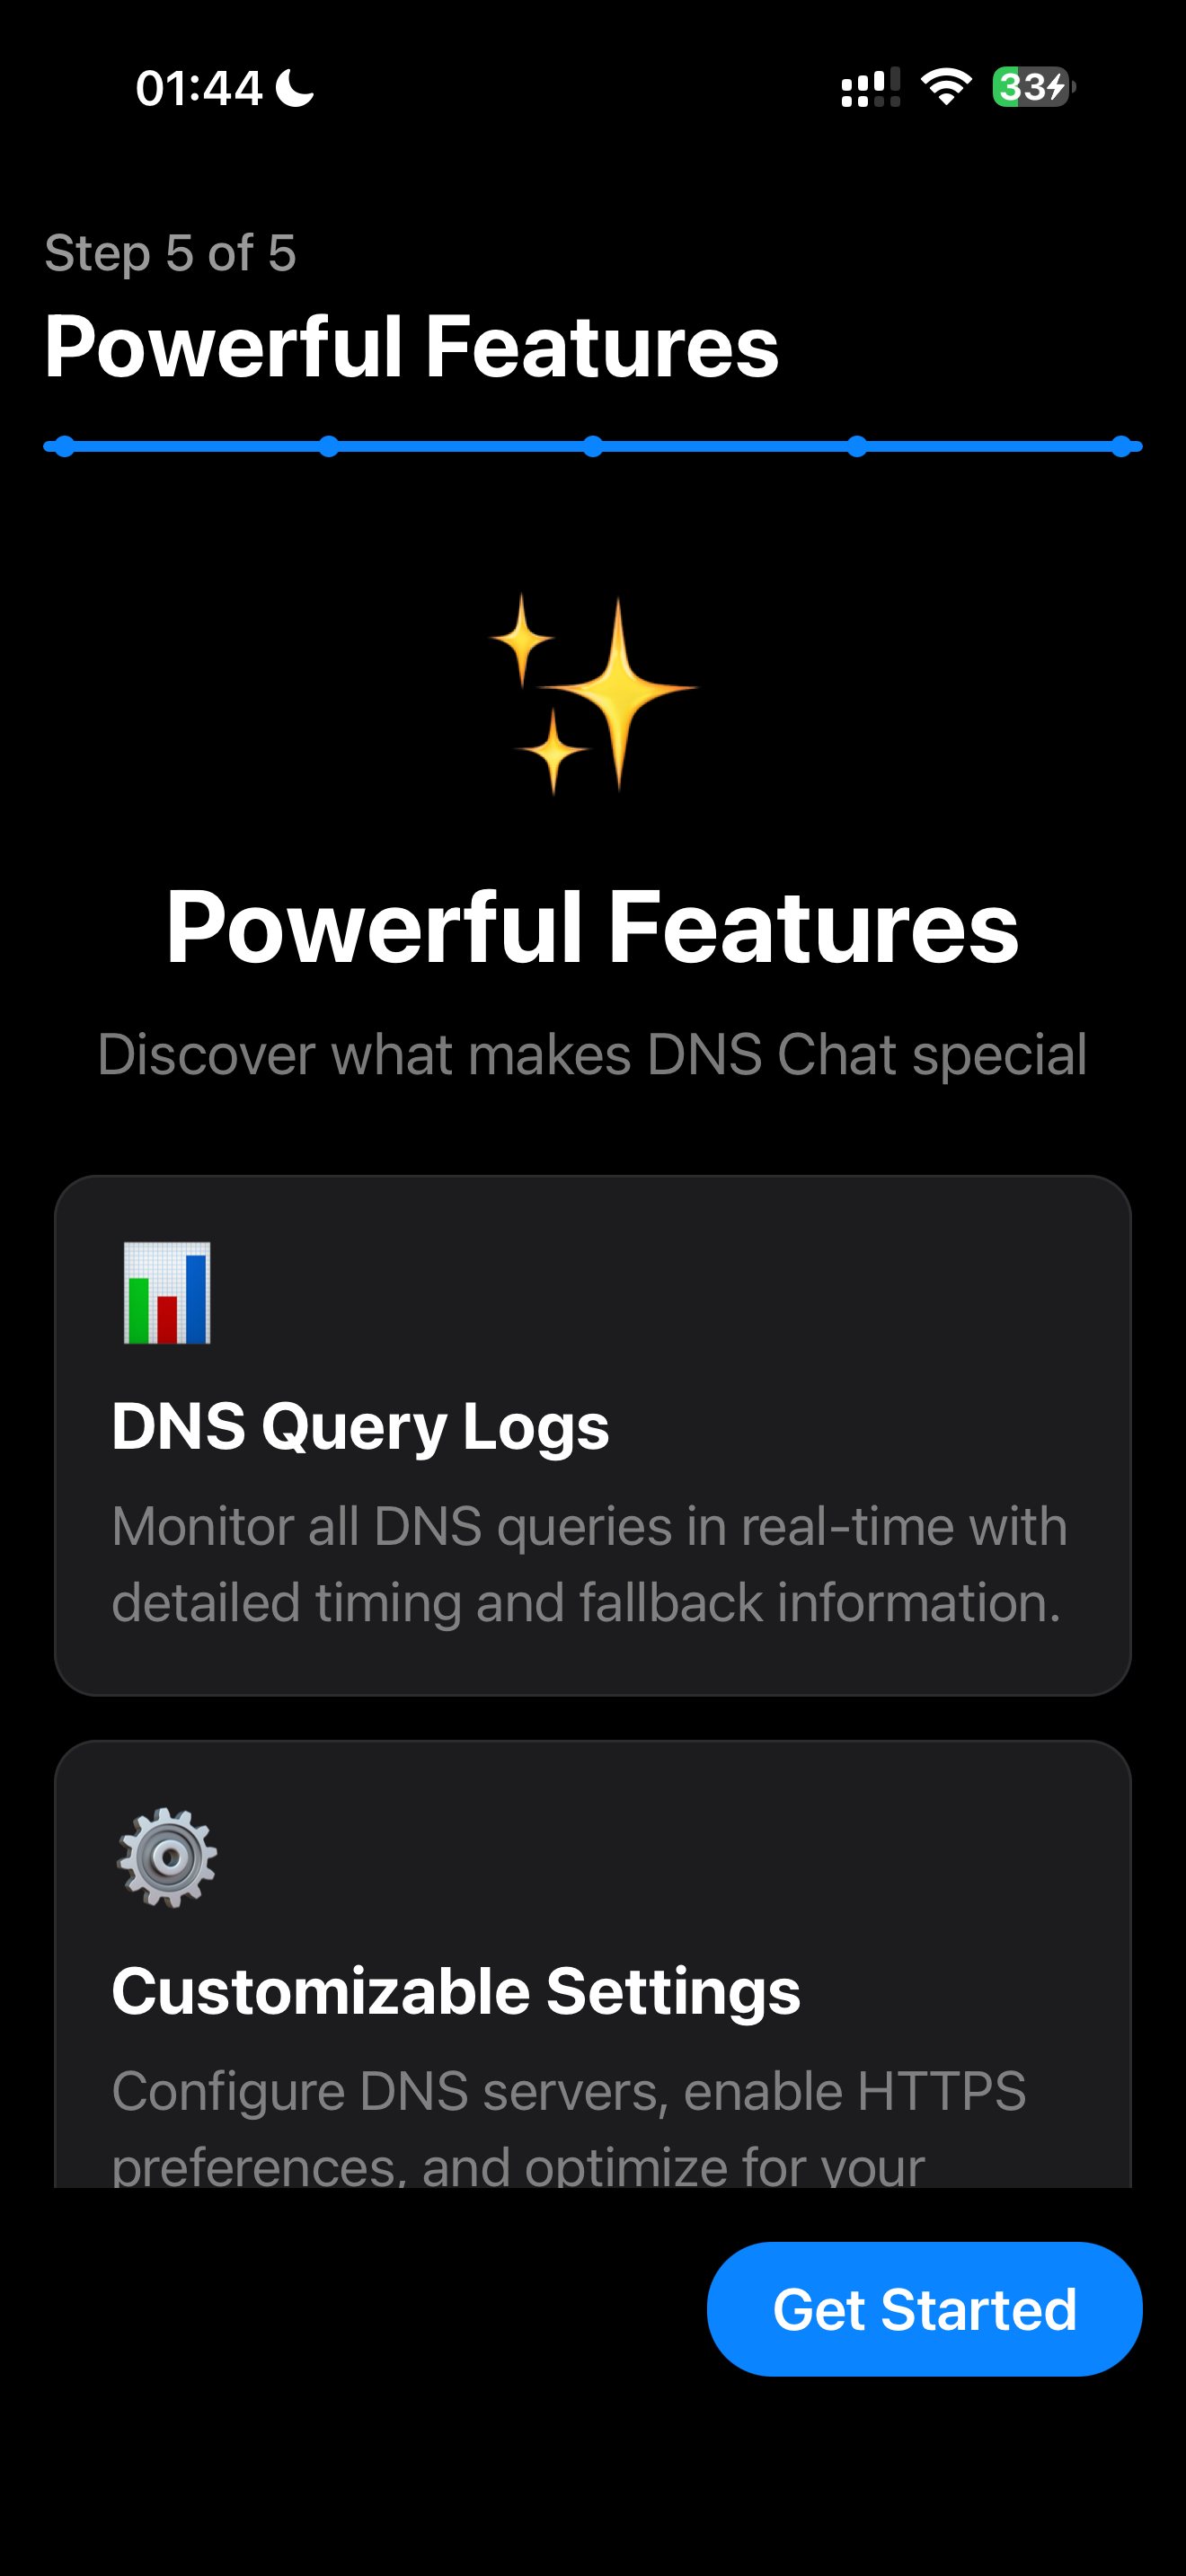 01:44
33
Step 5 of 5
Powerful Features
Powerful Features
Discover what makes DNS Chat special
DNS Query Logs
Monitor all DNS queries in real-time with
detailed timing and fallback information.
Customizable Settings
Configure DNS servers, enable HTTPS
preferences, and optimize for your
Get Started